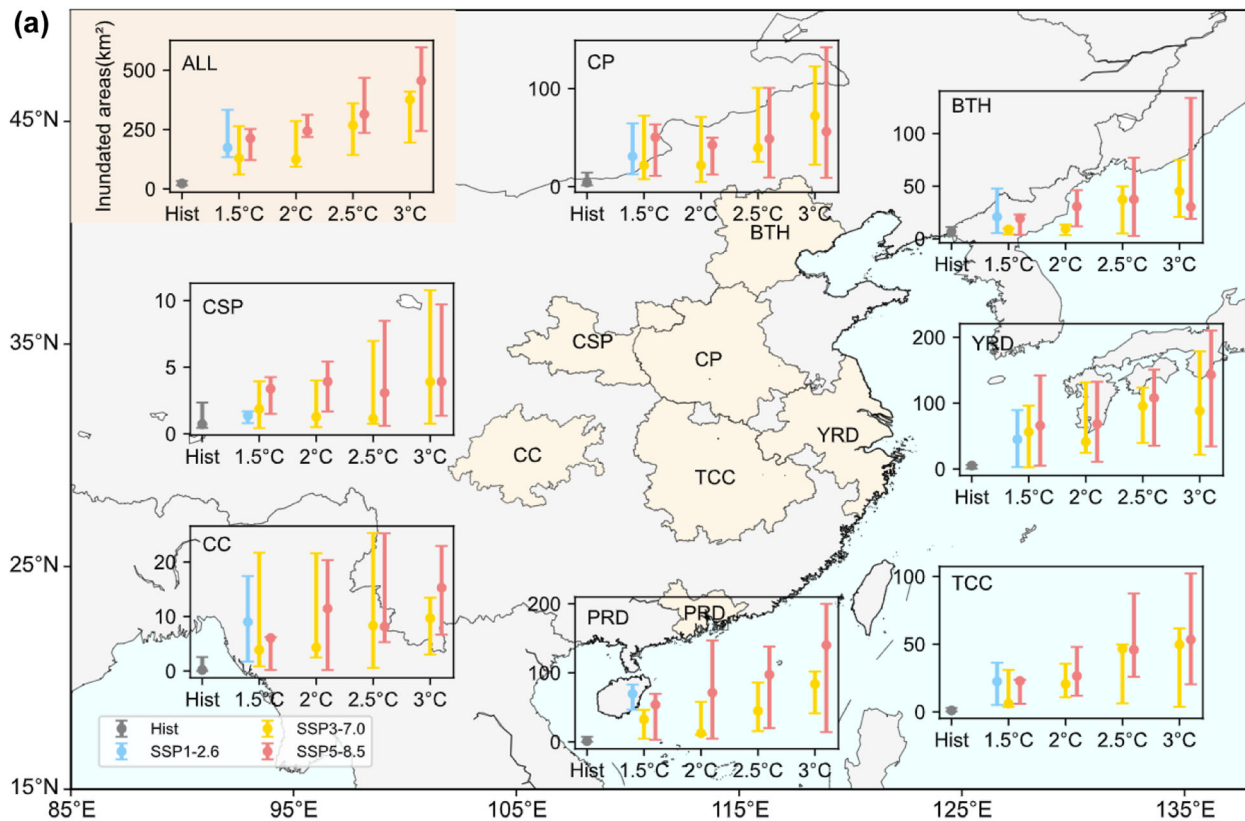 (a)
Inundated areas(km²)
ALL
500
250
0
Hist 1.5°C 2°C 2.5°C 3°C
CP
100
0
Hist 1.5°C 2°C 2.5°C 3°C
BTH
100
50
0
Hist 1.5°C 2°C 2.5°C 3°C
CSP
10
5
0
Hist 1.5°C 2°C 2.5°C 3°C
YRD
200
100
0
Hist 1.5°C 2°C 2.5°C 3°C
CC
20
10
0
Hist 1.5°C 2°C 2.5°C 3°C
PRD
200
100
0
Hist 1.5°C 2°C 2.5°C 3°C
TCC
100
50
0
Hist 1.5°C 2°C 2.5°C 3°C
BTH
CSP
CP
YRD
CC
TCC
PRD
Hist
SSP1-2.6
SSP3-7.0
SSP5-8.5
45°N
35°N
25°N
15°N
85°E 95°E 105°E 115°E 125°E 135°E